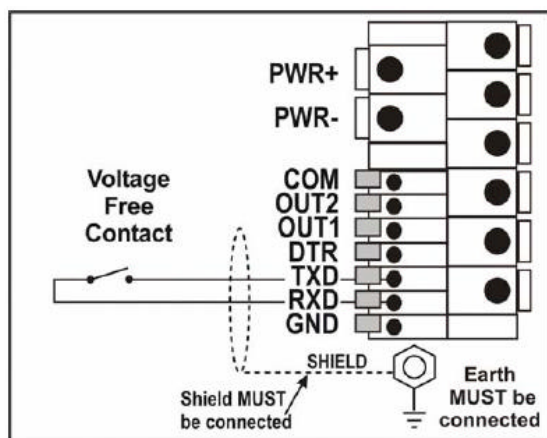 PWR+
PWR-
Voltage
Free
Contact
COM
OUT2
OUT1
DTR
TXD
RXD
GND
SHIELD
Shield MUST
be connected
Earth
MUST be
connected